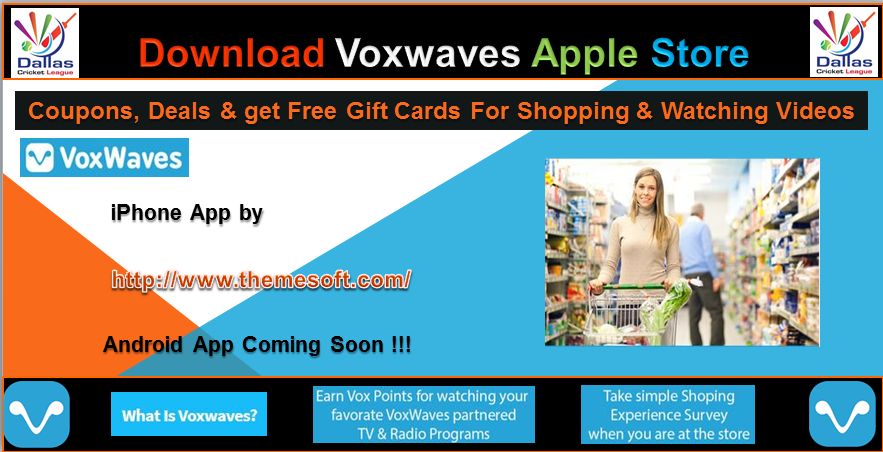 Dallas
Cricket League
Download Voxwaves Apple Store
Dallas
Cricket League
Coupons, Deals & get Free Gift Cards For Shopping & Watching Videos
VoxWaves
iPhone App by
http://www.themesoft.com/
Android App Coming Soon !!!
What Is Voxwaves?
Earn Vox Points for watching your
favorate VoxWaves partnered
TV & Radio Programs
Take simple Shoping
Experience Survey
when you are at the store